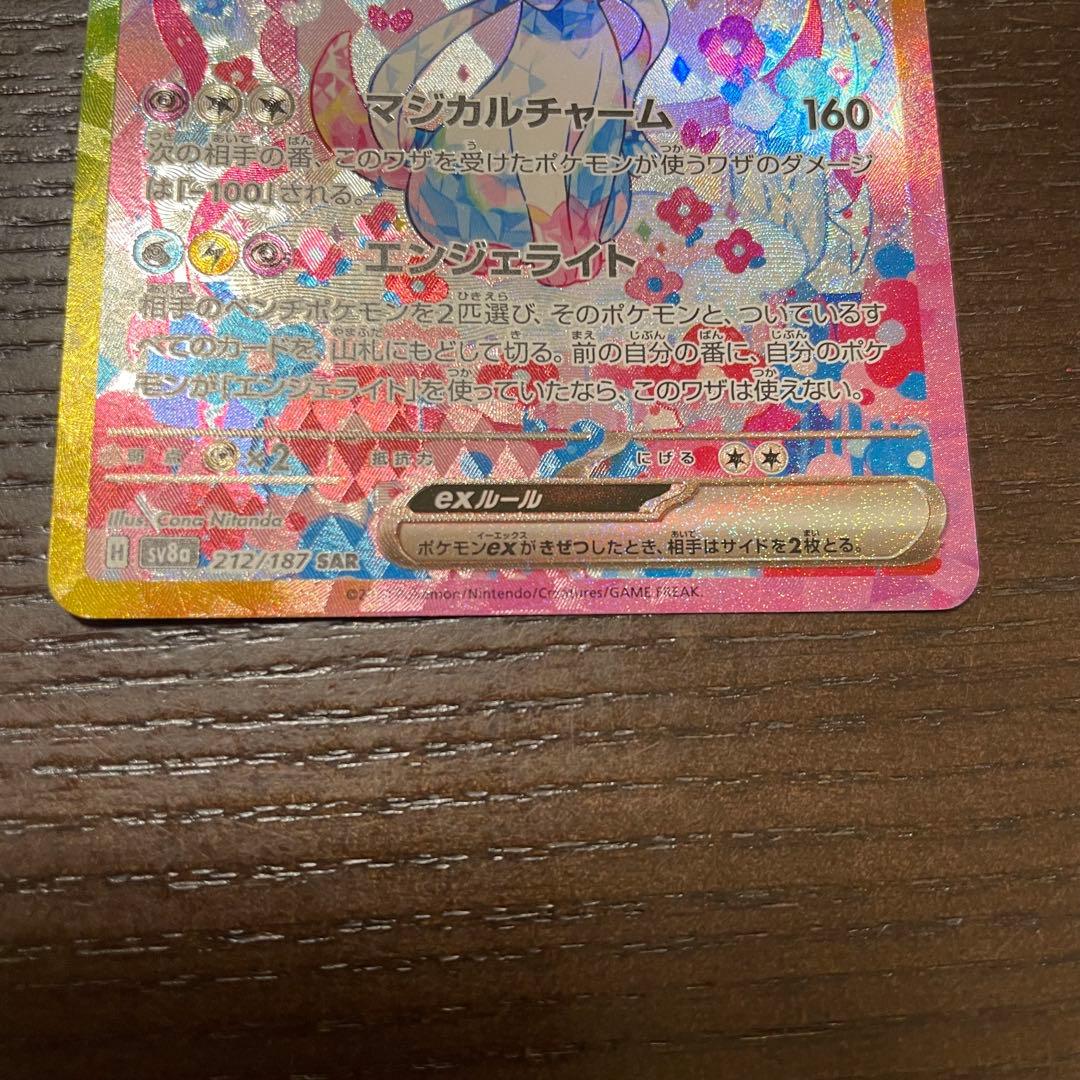 マジカルチャーム 160
次の相手の番、このワザを受けたポケモンが使うワザのダメージ
は「-100」される。
エンジェライト
相手のベンチポケモンを2匹選び、そのポケモンと、ついているす
べてのカードを、山札にもどして切る。前の自分の番に、自分のポケ
モンが「エンジェライト」を使っていたなら、このワザは使えない。
弱点 ×2 抵抗力 にげる
exルール
ポケモンexがきぜつしたとき、相手はサイドを2枚とる。
Illus. Cona Nitanda
H SV8a 212/187 SAR
Pokémon/Nintendo/Creatures/GAME FREAK.